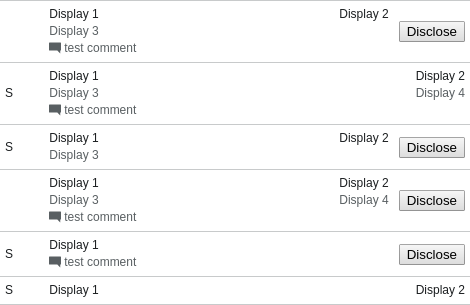 Display 1 Display 2
Display 3 Disclose
test comment
Display 1 Display 2
S Display 3 Display 4
test comment
Display 1 Display 2
S Disclose
Display 3
Display 1 Display 2
Display 3 Display 4 Disclose
test comment
Display 1
S Disclose
test comment
S Display 1 Display 2